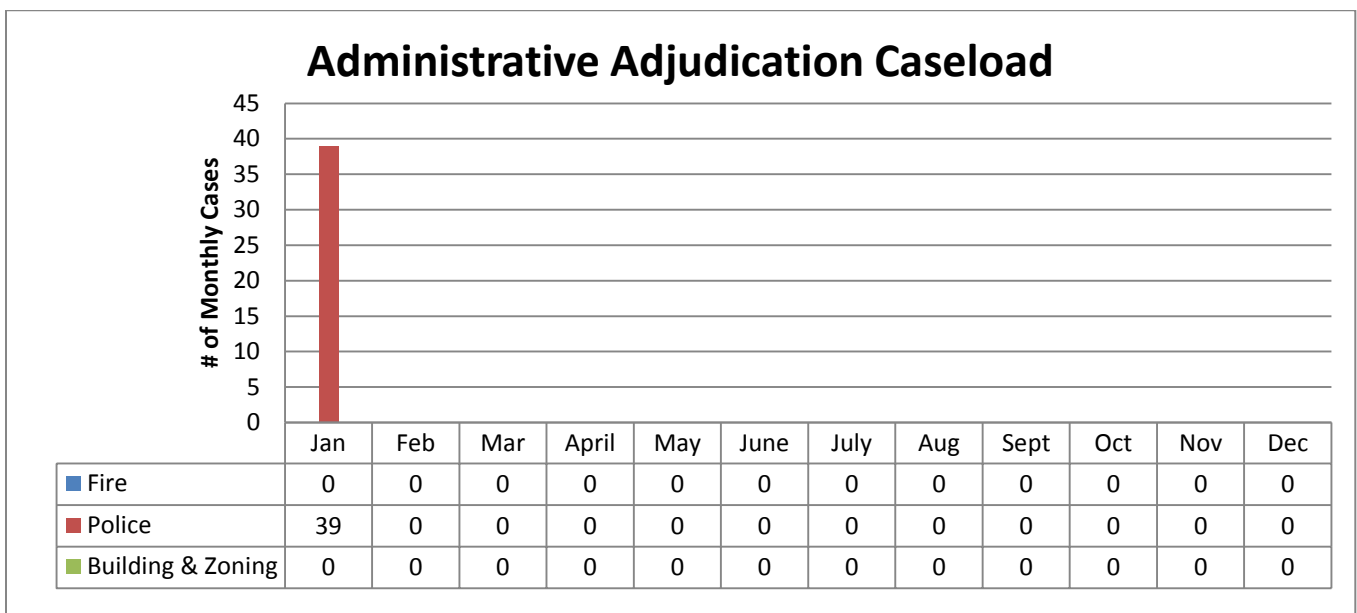 Administrative Adjudication Caseload
# of Monthly Cases
45
40
35
30
25
20
15
10
5
0
Jan Feb Mar April May June July Aug Sept Oct Nov Dec
Fire 0 0 0 0 0 0 0 0 0 0 0 0
Police 39 0 0 0 0 0 0 0 0 0 0 0
Building & Zoning 0 0 0 0 0 0 0 0 0 0 0 0